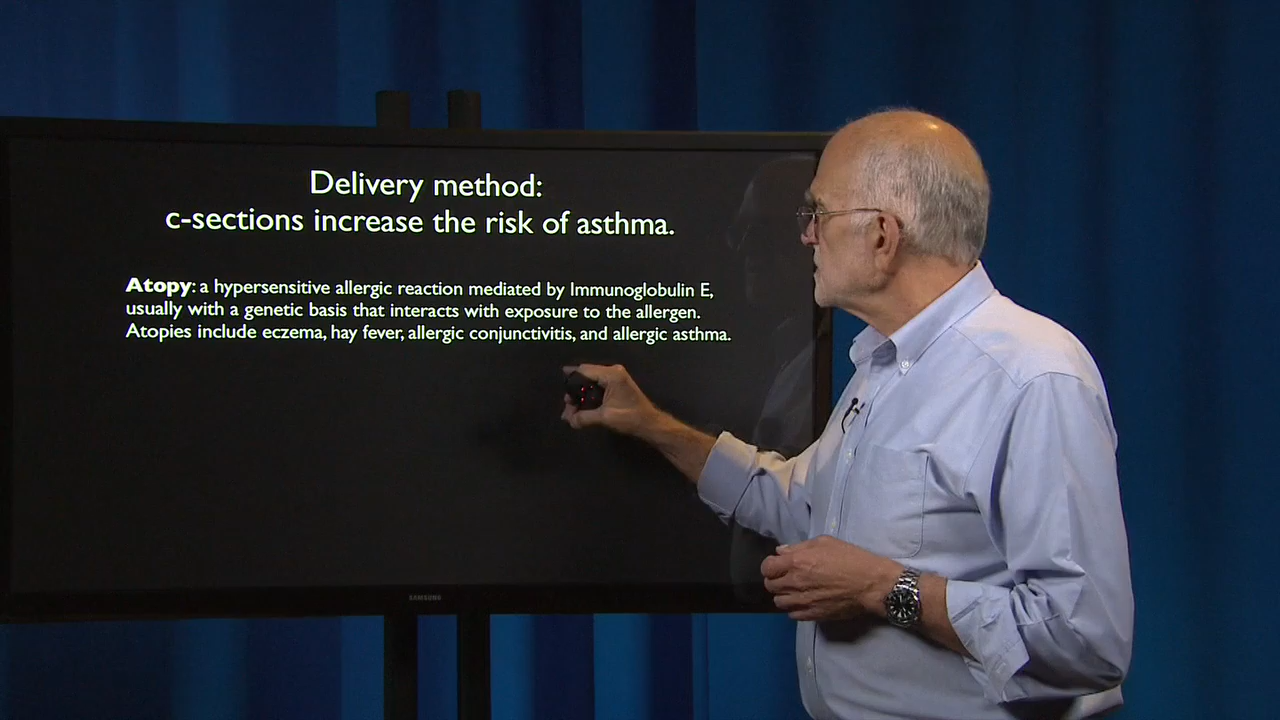 Delivery method:
c-sections increase the risk of asthma.
Atopy: a hypersensitive allergic reaction mediated by Immunoglobulin E,
usually with a genetic basis that interacts with exposure to the allergen.
Atopies include eczema, hay fever, allergic conjunctivitis, and allergic asthma.
SAMSUNG